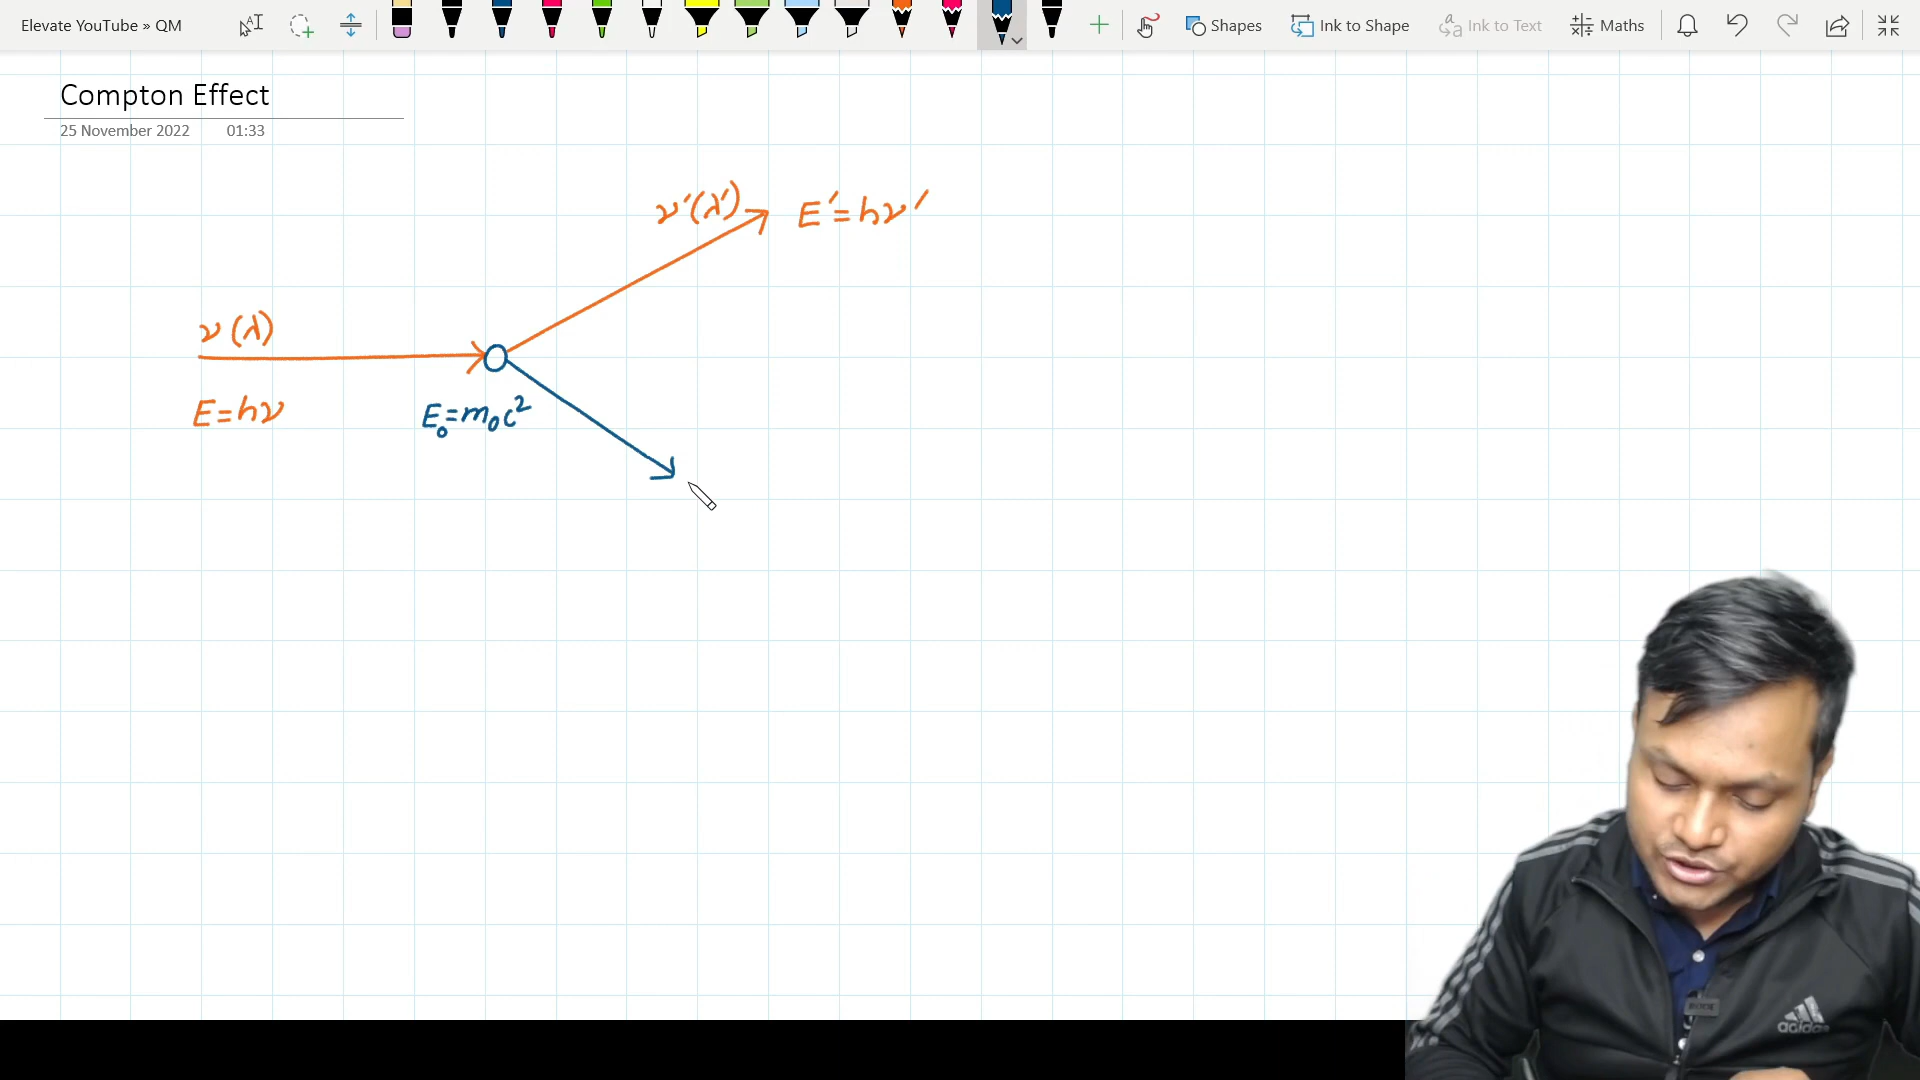 Elevate YouTube » QM
Shapes
Ink to Shape
Ink to Text
Maths
Compton Effect
25 November 2022 01:33
ν'(λ') E' = hν'
ν (λ)
E = hν
E₀ = m₀c²
RODE
adidas